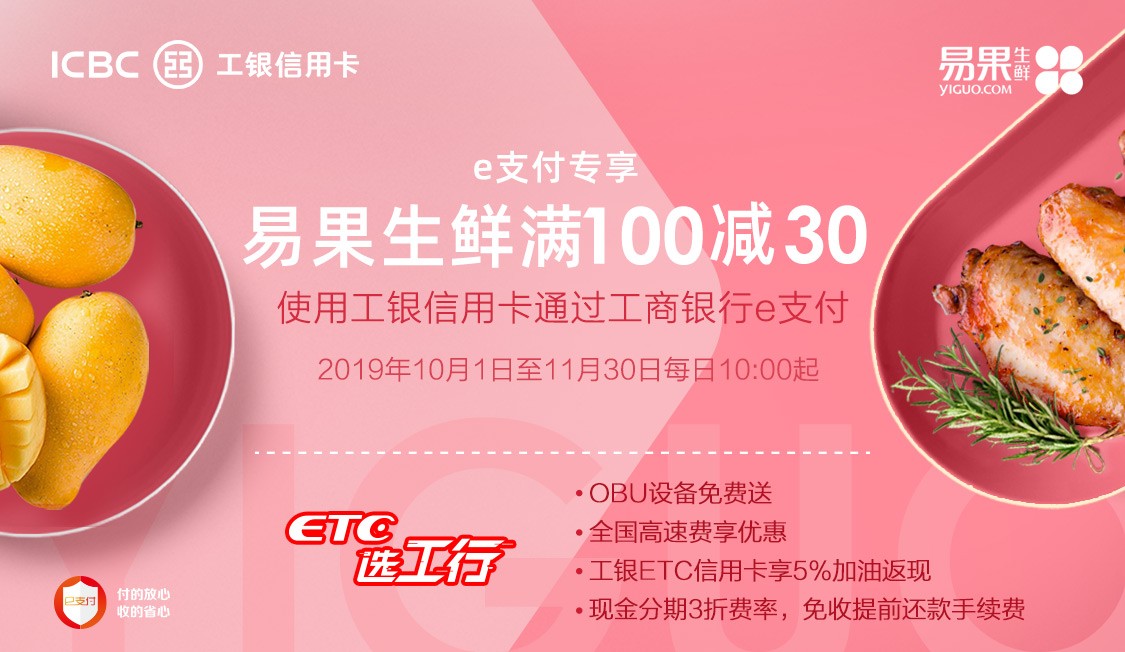 ICBC 工银信用卡
易果生鲜
YIGUO.COM
e支付专享
易果生鲜满100减30
使用工银信用卡通过工商银行e支付
2019年10月1日至11月30日每日10:00起
YIGUO
ETC
选工行
• OBU设备免费送
• 全国高速费享优惠
• 工银ETC信用卡享5%加油返现
• 现金分期3折费率，免收提前还款手续费
e支付
付的放心
收的省心